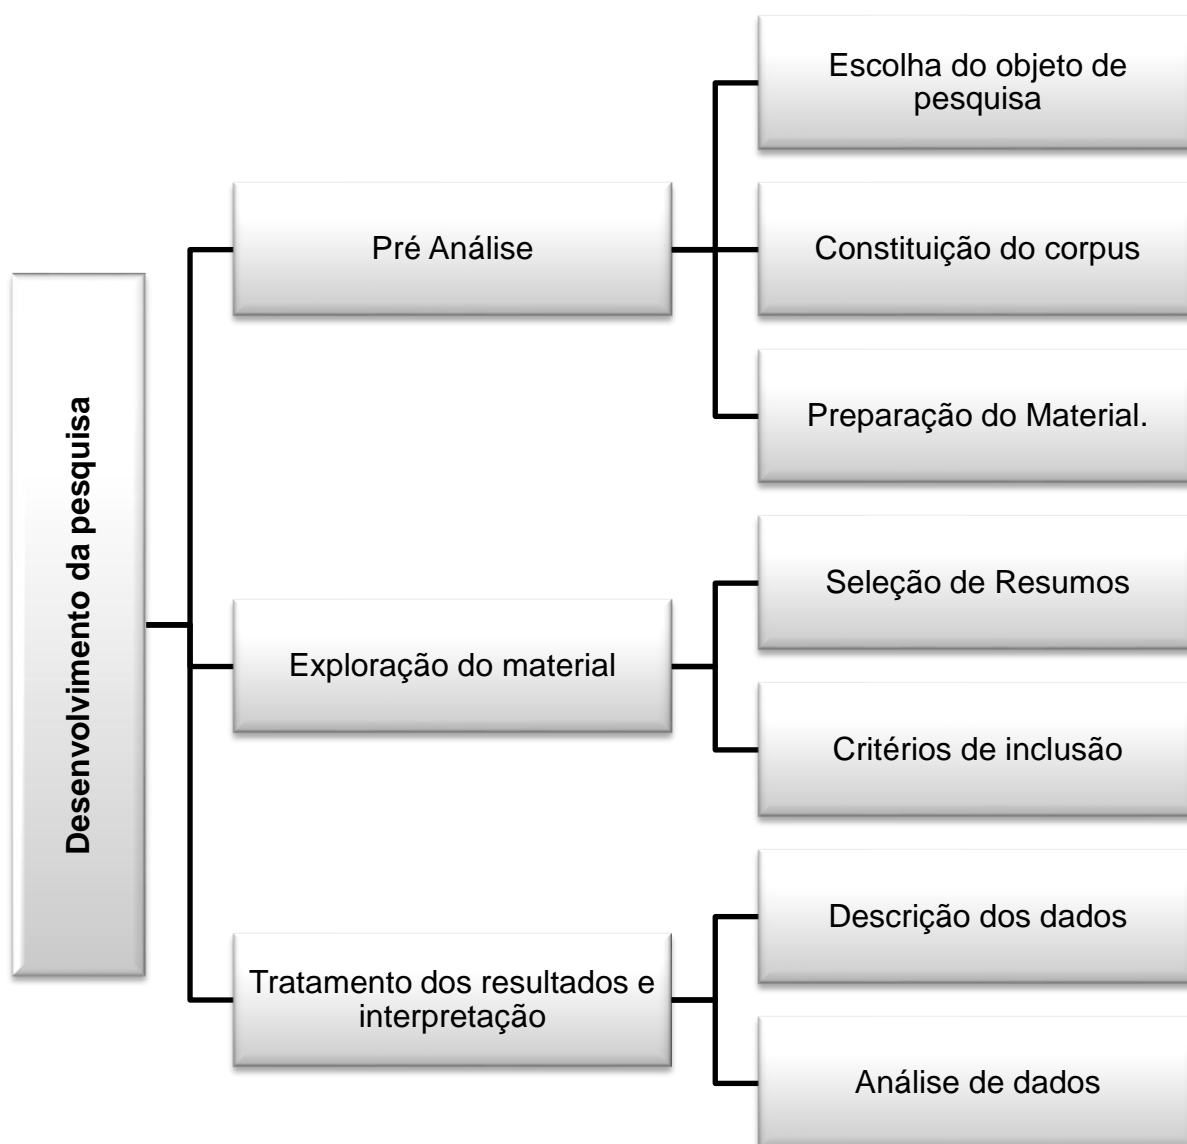 Desenvolvimento da pesquisa
Pré Análise
Escolha do objeto de
pesquisa
Constituição do corpus
Preparação do Material.
Exploração do material
Seleção de Resumos
Critérios de inclusão
Tratamento dos resultados e
interpretação
Descrição dos dados
Análise de dados